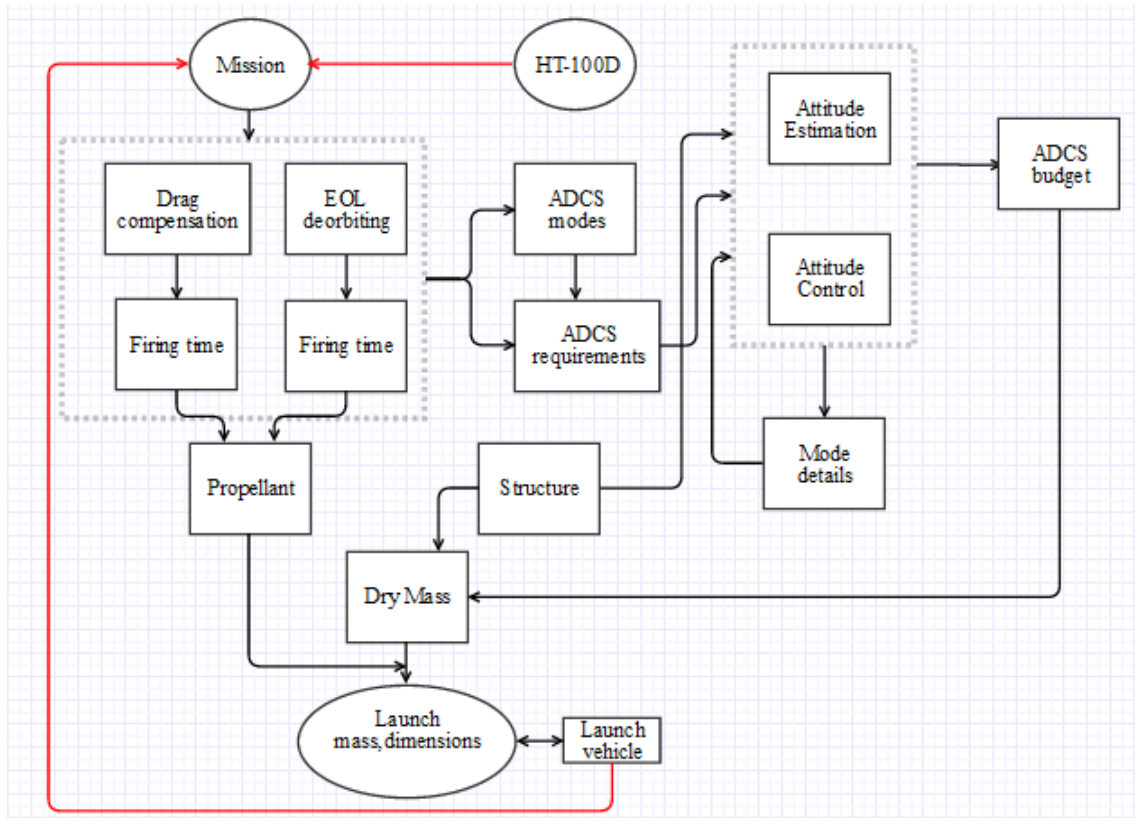 Mission
HT-100D
Attitude
Estimation
ADCS
budget
Drag
compensation
EOL
deorbiting
ADCS
modes
Attitude
Control
Firing time
Firing time
ADCS
requirements
Mode
details
Propellant
Structure
Dry Mass
Launch
mass, dimensions
Launch
vehicle